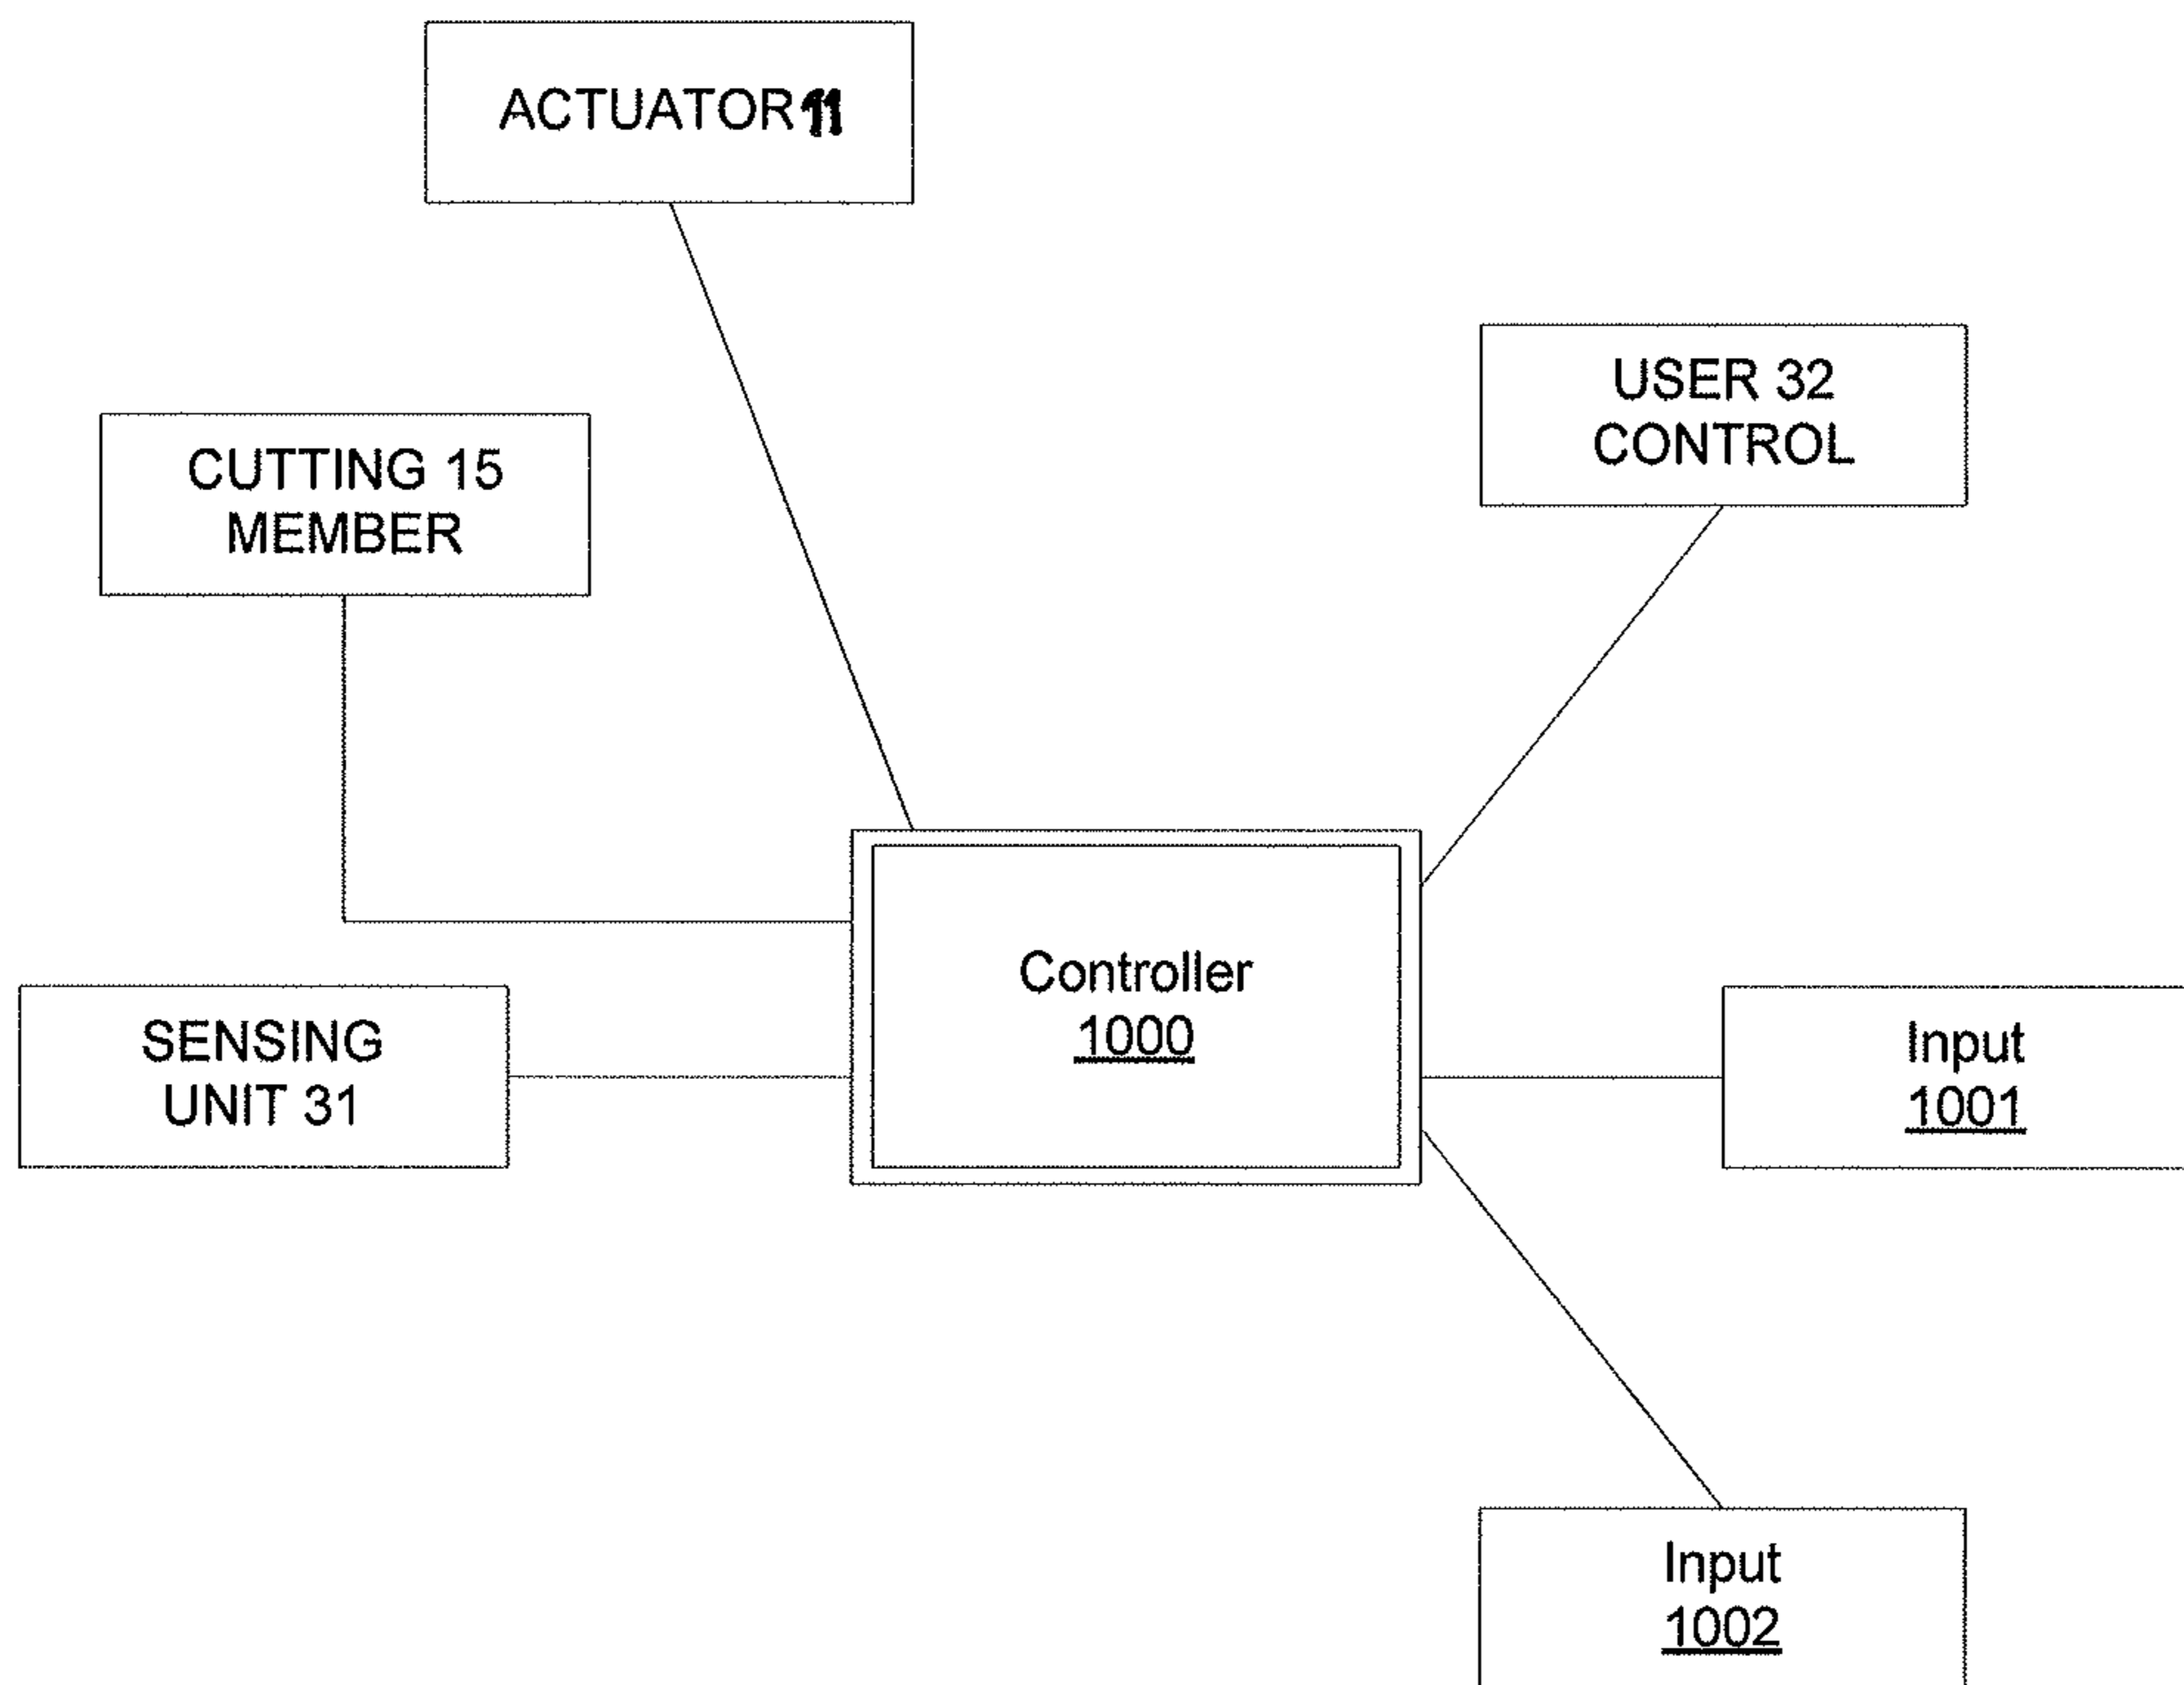 ACTUATOR 11
USER 32
CONTROL
CUTTING 15
MEMBER
Controller
1000
SENSING
UNIT 31
Input
1001
Input
1002